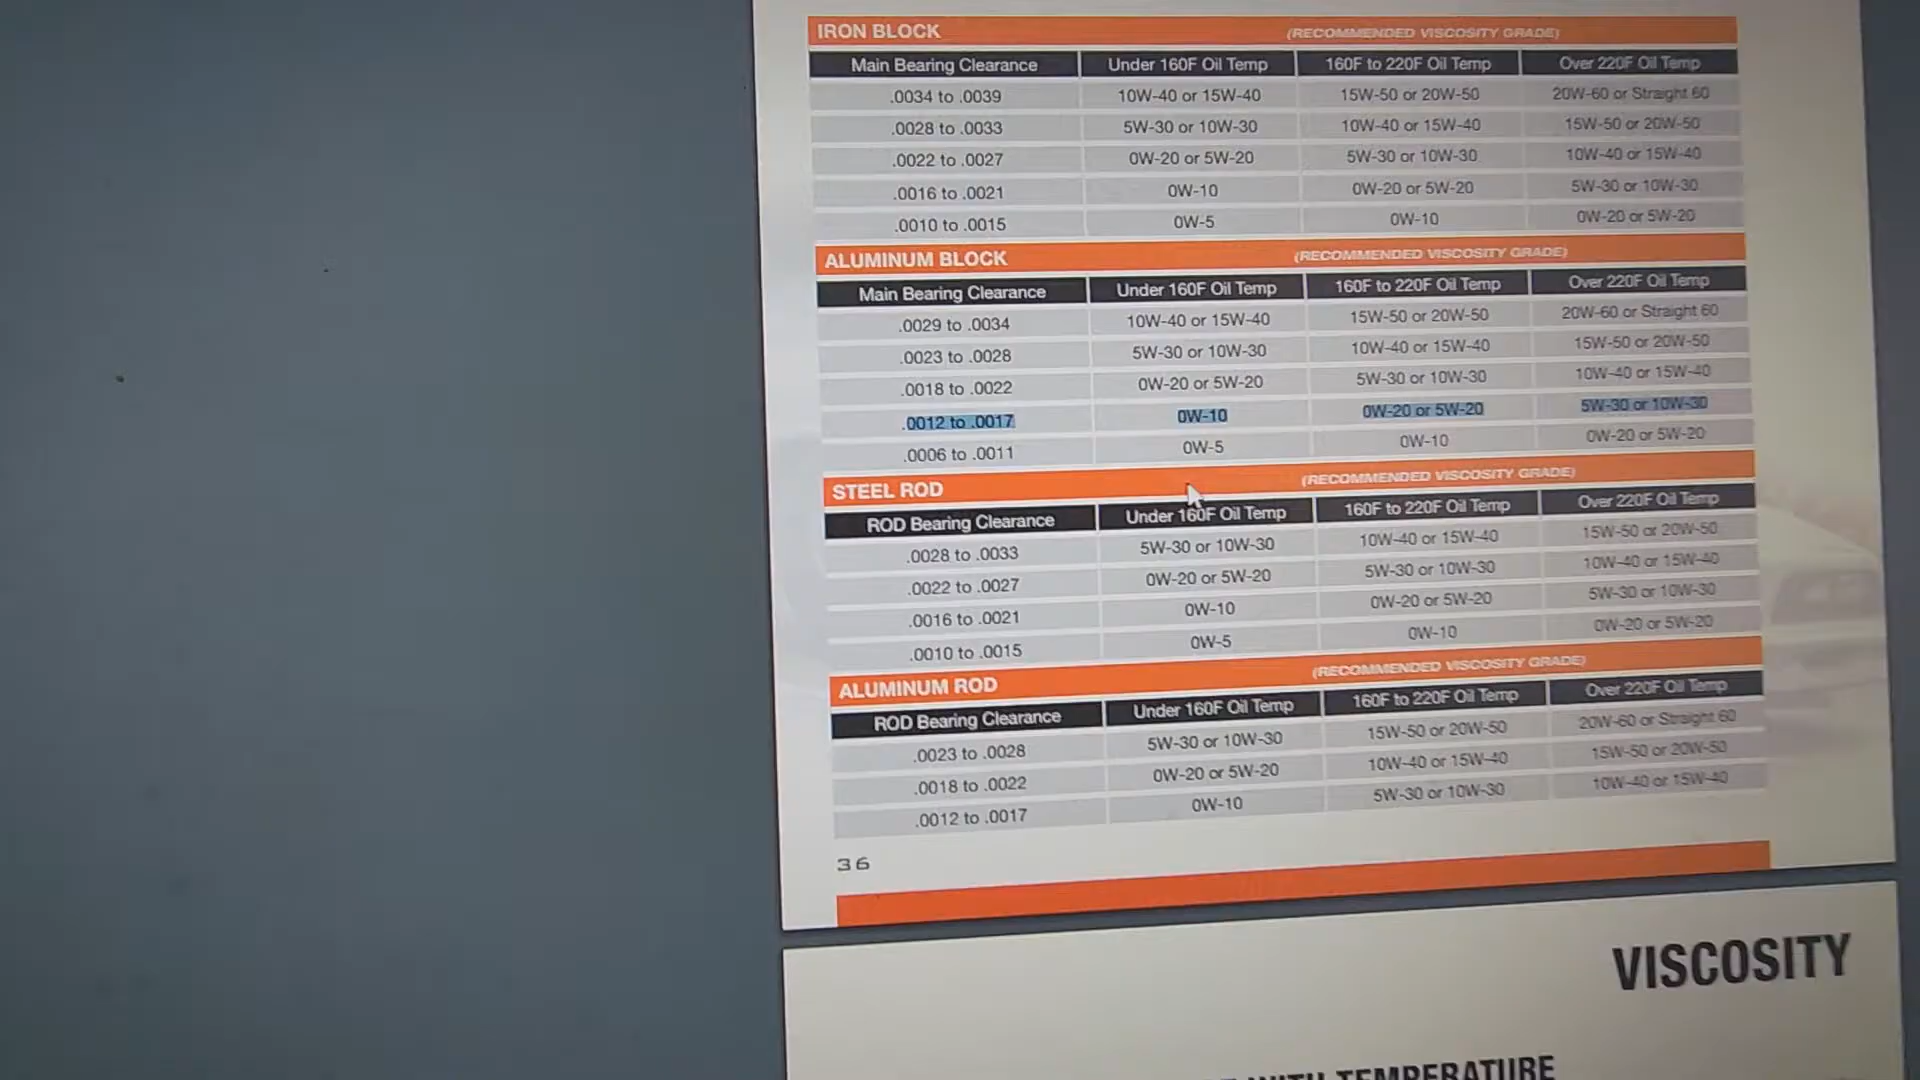 IRON BLOCK (RECOMMENDED VISCOSITY GRADE)
Main Bearing Clearance Under 160F Oil Temp 160F to 220F Oil Temp Over 220F Oil Temp
.0034 to .0039 10W-40 or 15W-40 15W-50 or 20W-50 20W-60 or Straight 60
.0028 to .0033 5W-30 or 10W-30 10W-40 or 15W-40 15W-50 or 20W-50
.0022 to .0027 0W-20 or 5W-20 5W-30 or 10W-30 10W-40 or 15W-40
.0016 to .0021 0W-10 0W-20 or 5W-20 5W-30 or 10W-30
.0010 to .0015 0W-5 0W-10 0W-20 or 5W-20
ALUMINUM BLOCK (RECOMMENDED VISCOSITY GRADE)
Main Bearing Clearance Under 160F Oil Temp 160F to 220F Oil Temp Over 220F Oil Temp
.0029 to .0034 10W-40 or 15W-40 15W-50 or 20W-50 20W-60 or Straight 60
.0023 to .0028 5W-30 or 10W-30 10W-40 or 15W-40 15W-50 or 20W-50
.0018 to .0022 0W-20 or 5W-20 5W-30 or 10W-30 10W-40 or 15W-40
.0012 to .0017 0W-10 0W-20 or 5W-20 5W-30 or 10W-30
.0006 to .0011 0W-5 0W-10 0W-20 or 5W-20
STEEL ROD (RECOMMENDED VISCOSITY GRADE)
ROD Bearing Clearance Under 160F Oil Temp 160F to 220F Oil Temp Over 220F Oil Temp
.0028 to .0033 5W-30 or 10W-30 10W-40 or 15W-40 15W-50 or 20W-50
.0022 to .0027 0W-20 or 5W-20 5W-30 or 10W-30 10W-40 or 15W-40
.0016 to .0021 0W-10 0W-20 or 5W-20 5W-30 or 10W-30
.0010 to .0015 0W-5 0W-10 0W-20 or 5W-20
ALUMINUM ROD (RECOMMENDED VISCOSITY GRADE)
ROD Bearing Clearance Under 160F Oil Temp 160F to 220F Oil Temp Over 220F Oil Temp
.0023 to .0028 5W-30 or 10W-30 15W-50 or 20W-50 20W-60 or Straight 60
.0018 to .0022 0W-20 or 5W-20 10W-40 or 15W-40 15W-50 or 20W-50
.0012 to .0017 0W-10 5W-30 or 10W-30 10W-40 or 15W-40
36
VISCOSITY
WITH TEMPERATURE